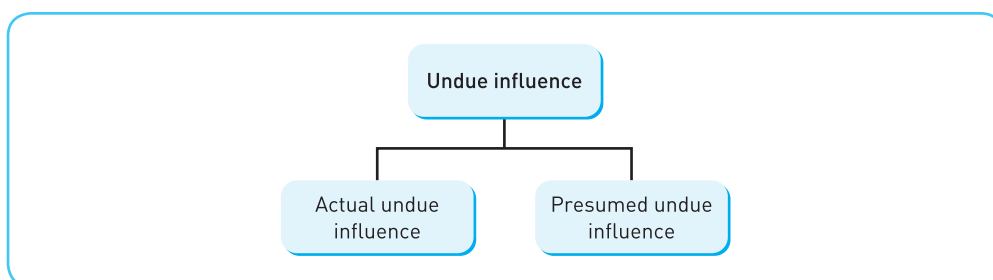 Undue influence
Actual undue
influence
Presumed undue
influence